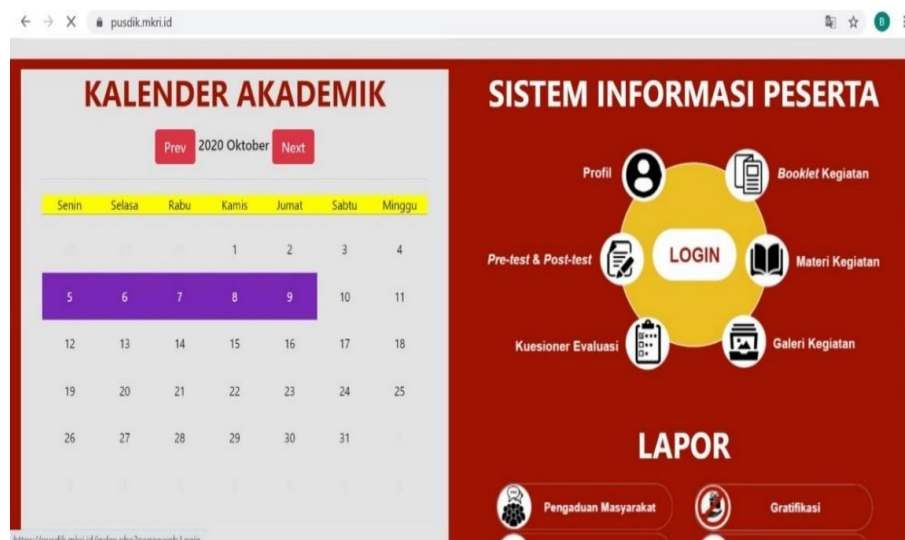 pusdik.mkri.id
B
KALENDER AKADEMIK
Prev 2020 Oktober Next
Senin Selasa Rabu Kamis Jumat Sabtu Minggu
1 2 3 4
5 6 7 8 9 10 11
12 13 14 15 16 17 18
19 20 21 22 23 24 25
26 27 28 29 30 31
SISTEM INFORMASI PESERTA
Profil
Booklet Kegiatan
Pre-test & Post-test
LOGIN
Materi Kegiatan
Kuesioner Evaluasi
Galeri Kegiatan
LAPOR
Pengaduan Masyarakat
Gratifikasi